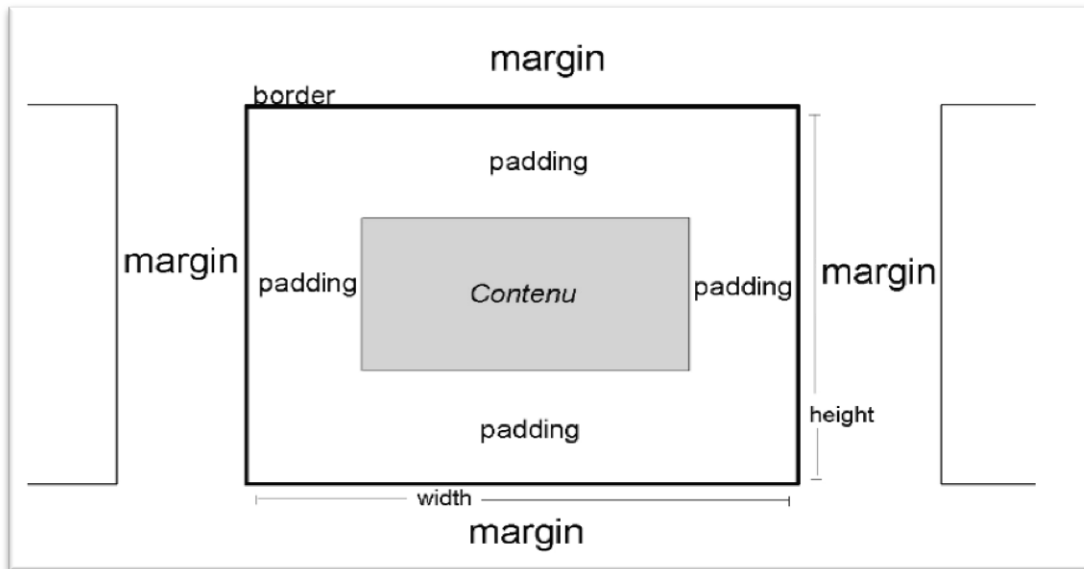 margin
border
padding
margin
padding
Contenu
padding
margin
height
padding
width
margin